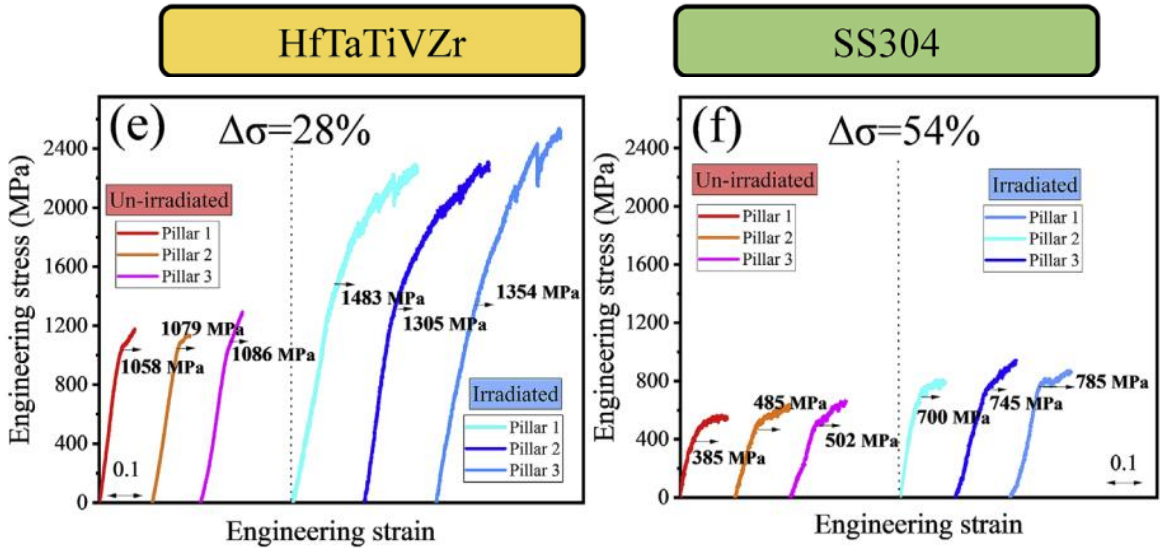 HfTaTiVZr
SS304
(e)
Δσ=28%
Un-irradiated
Pillar 1
Pillar 2
Pillar 3
1058 MPa
1079 MPa
1086 MPa
1483 MPa
1305 MPa
1354 MPa
Irradiated
Pillar 1
Pillar 2
Pillar 3
0.1
2400
2000
1600
1200
800
400
0
Engineering stress (MPa)
Engineering strain
(f)
Δσ=54%
Un-irradiated
Pillar 1
Pillar 2
Pillar 3
Irradiated
Pillar 1
Pillar 2
Pillar 3
385 MPa
485 MPa
502 MPa
700 MPa
745 MPa
785 MPa
0.1
2400
2000
1600
1200
800
400
0
Engineering stress (MPa)
Engineering strain